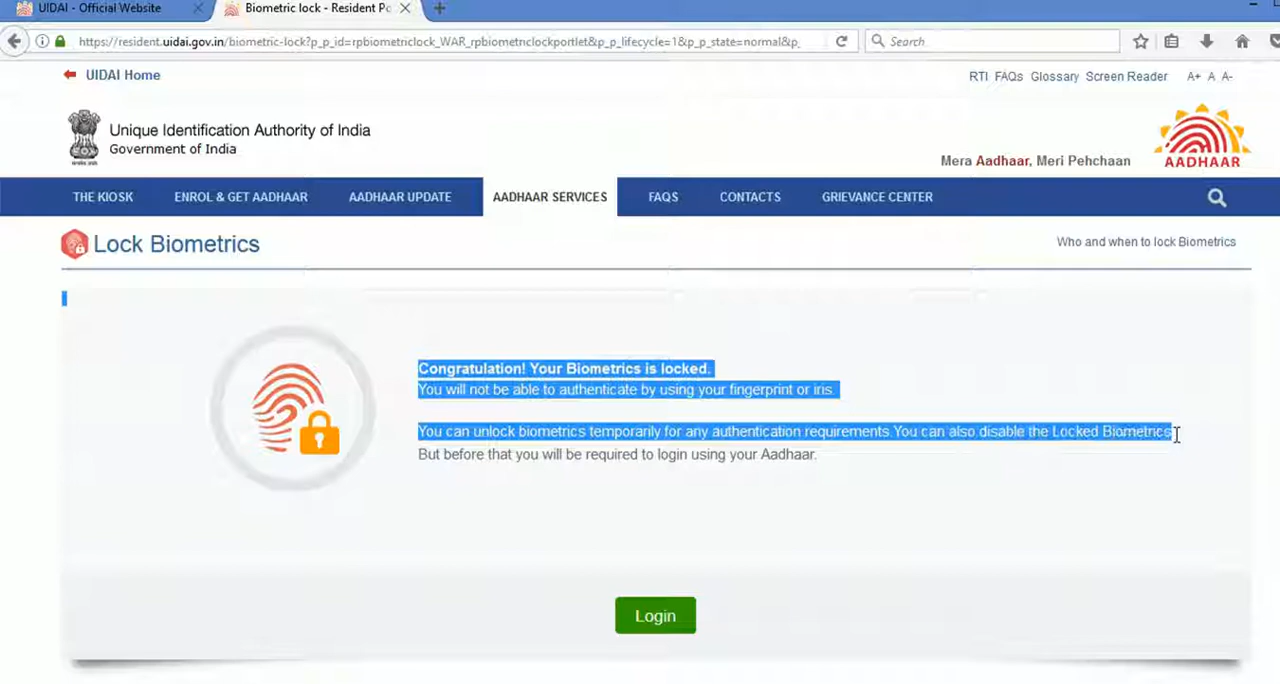 UIDAI - Official Website
Biometric lock - Resident Po
https://resident.uidai.gov.in/biometric-lock?p_p_id=rpbiometriclock_WAR_rpbiometriclockportlet&p_p_lifecycle=1&p_p_state=normal&p_
Search
UIDAI Home
RTI FAQs Glossary Screen Reader A+ A A-
Unique Identification Authority of India
Government of India
Mera Aadhaar, Meri Pehchaan
AADHAAR
THE KIOSK ENROL & GET AADHAAR AADHAAR UPDATE AADHAAR SERVICES FAQS CONTACTS GRIEVANCE CENTER
Lock Biometrics
Who and when to lock Biometrics
Congratulation! Your Biometrics is locked.
You will not be able to authenticate by using your fingerprint or iris.
You can unlock biometrics temporarily for any authentication requirements.You can also disable the Locked Biometrics
But before that you will be required to login using your Aadhaar.
Login